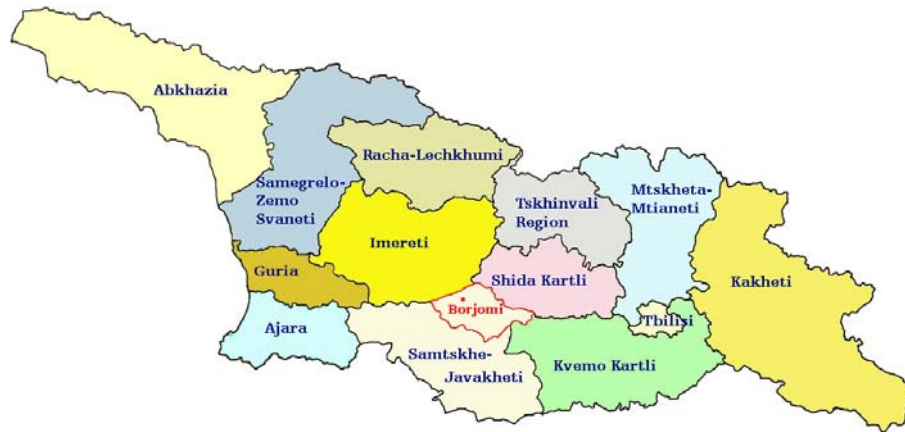 Abkhazia
Racha-Lechkhumi
Samegrelo-
Zemo
Svaneti
Mtskheta-
Mtianeti
Tskhinvali
Region
Imereti
Guria
Shida Kartli
Kakheti
Borjomi
Ajara
Tbilisi
Samtskhe-
Javakheti
Kvemo Kartli